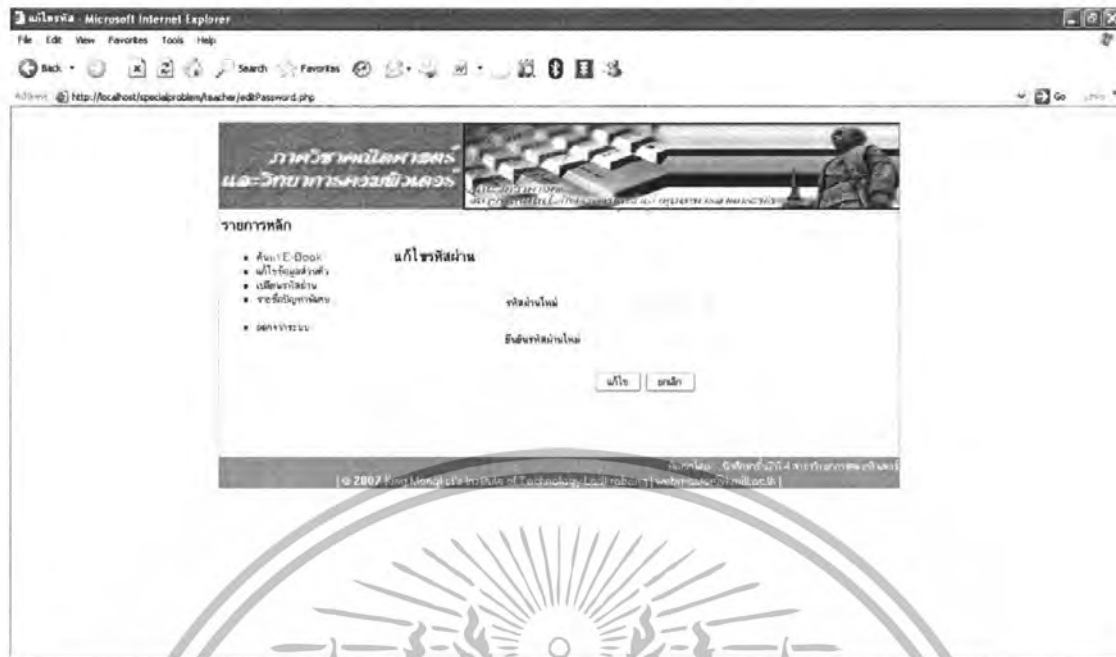 แก้ไขรหัส - Microsoft Internet Explorer
File Edit View Favorites Tools Help
Back Search Favorites
Address http://localhost/specialproblem/teacher/editPassword.php Go
ภาควิชาคณิตศาสตร์
และวิทยาการคอมพิวเตอร์
รายการหลัก
ค้นหา E-Book
แก้ไขข้อมูลส่วนตัว
เปลี่ยนรหัสผ่าน
รายชื่อปัญหาพิเศษ
ออกจากระบบ
แก้ไขรหัสผ่าน
รหัสผ่านใหม่
ยืนยันรหัสผ่านใหม่
แก้ไข ยกเลิก
| © 2007 King Mongkut's Institute of Technology Ladkrabang |